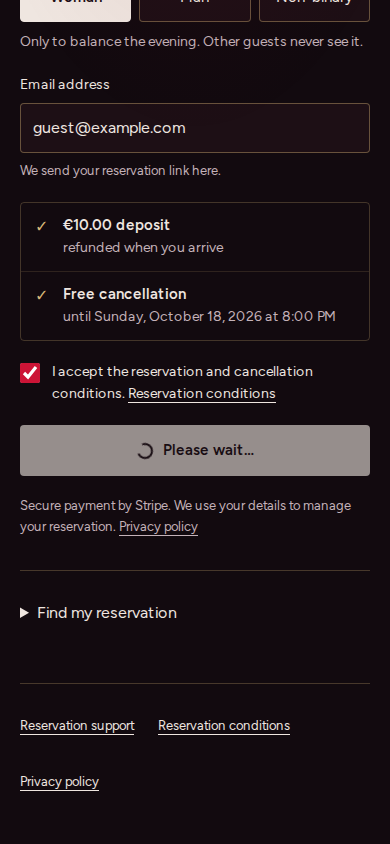 Woman Man Non-binary
Only to balance the evening. Other guests never see it.
Email address
guest@example.com
We send your reservation link here.
✓ €10.00 deposit
refunded when you arrive
✓ Free cancellation
until Sunday, October 18, 2026 at 8:00 PM
I accept the reservation and cancellation
conditions. Reservation conditions
Please wait...
Secure payment by Stripe. We use your details to manage
your reservation. Privacy policy
Find my reservation
Reservation support Reservation conditions
Privacy policy